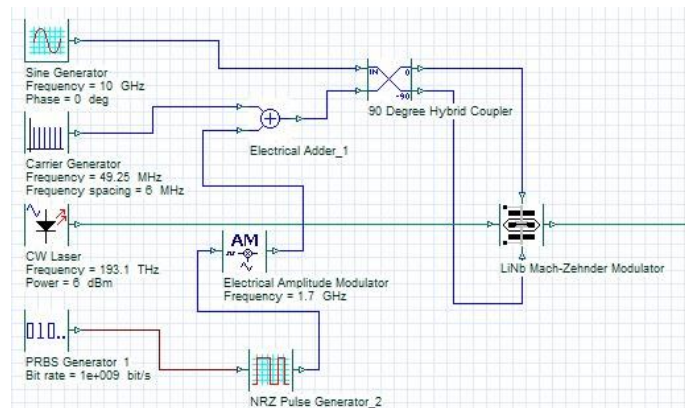 Sine Generator
Frequency = 10 GHz
Phase = 0 deg
IN
0
-90
90 Degree Hybrid Coupler
Electrical Adder_1
Carrier Generator
Frequency = 49.25 MHz
Frequency spacing = 6 MHz
CW Laser
Frequency = 193.1 THz
Power = 6 dBm
AM
Electrical Amplitude Modulator
Frequency = 1.7 GHz
LiNb Mach-Zehnder Modulator
010..
PRBS Generator_1
Bit rate = 1e+009 bit/s
NRZ Pulse Generator_2